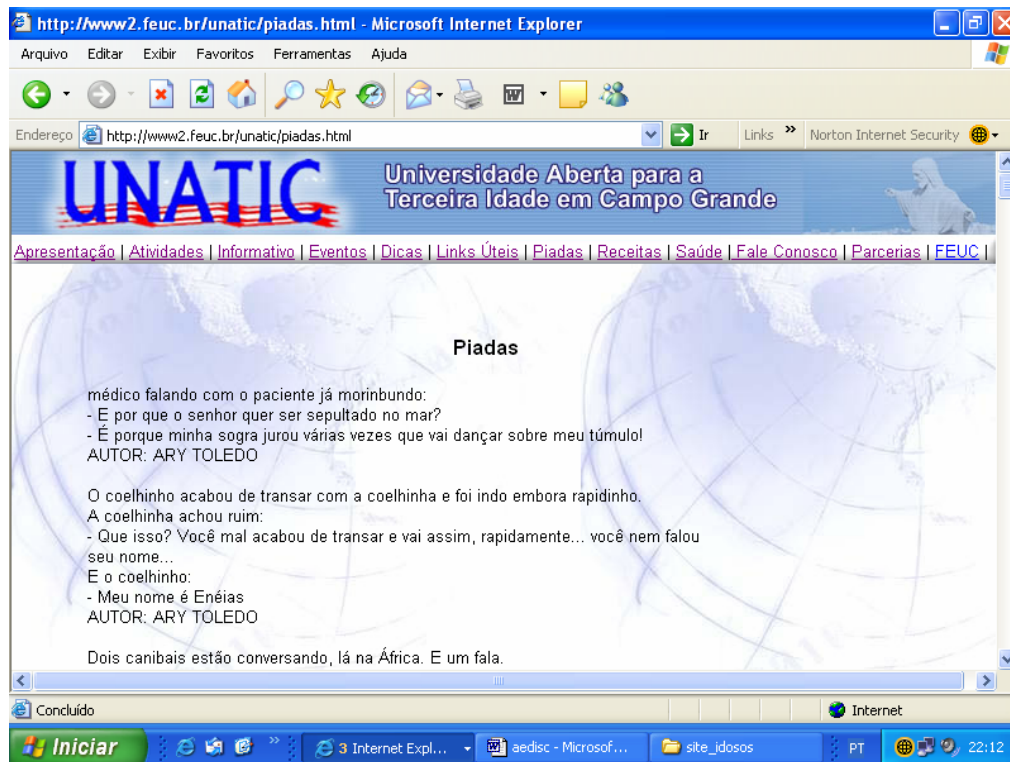 http://www2.feuc.br/unatic/piadas.html - Microsoft Internet Explorer
Arquivo Editar Exibir Favoritos Ferramentas Ajuda
Endereço http://www2.feuc.br/unatic/piadas.html Ir Links » Norton Internet Security
UNATIC
Universidade Aberta para a
Terceira Idade em Campo Grande
Apresentação | Atividades | Informativo | Eventos | Dicas | Links Úteis | Piadas | Receitas | Saúde | Fale Conosco | Parcerias | FEUC |
Piadas
médico falando com o paciente já morinbundo:
- E por que o senhor quer ser sepultado no mar?
- É porque minha sogra jurou várias vezes que vai dançar sobre meu túmulo!
AUTOR: ARY TOLEDO
O coelhinho acabou de transar com a coelhinha e foi indo embora rapidinho.
A coelhinha achou ruim:
- Que isso? Você mal acabou de transar e vai assim, rapidamente... você nem falou
seu nome...
E o coelhinho:
- Meu nome é Enéias
AUTOR: ARY TOLEDO
Dois canibais estão conversando, lá na África. E um fala.
Concluído Internet
Iniciar » 3 Internet Expl... aedisc - Microsof... site_idosos PT 22:12